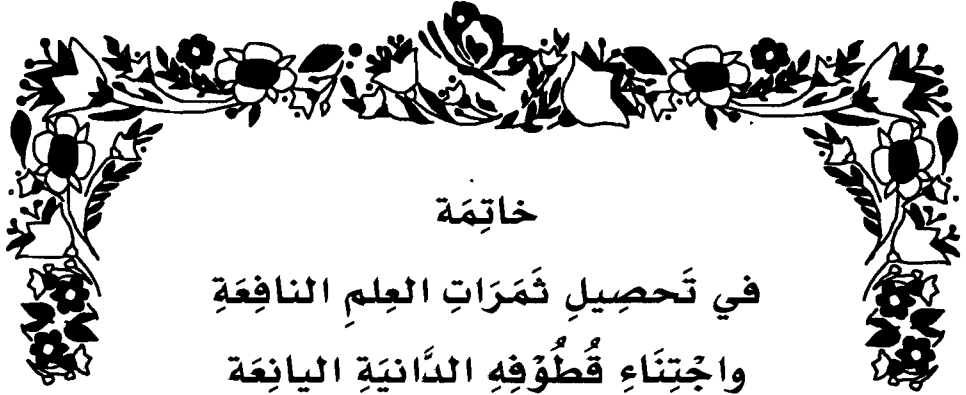 خاتِمَة
في تَحصِيلِ ثَمَرَاتِ العِلمِ النافِعَةِ
واجْتِنَاءِ قُطُوْفِهِ الدَّانيَةِ اليانِعَة